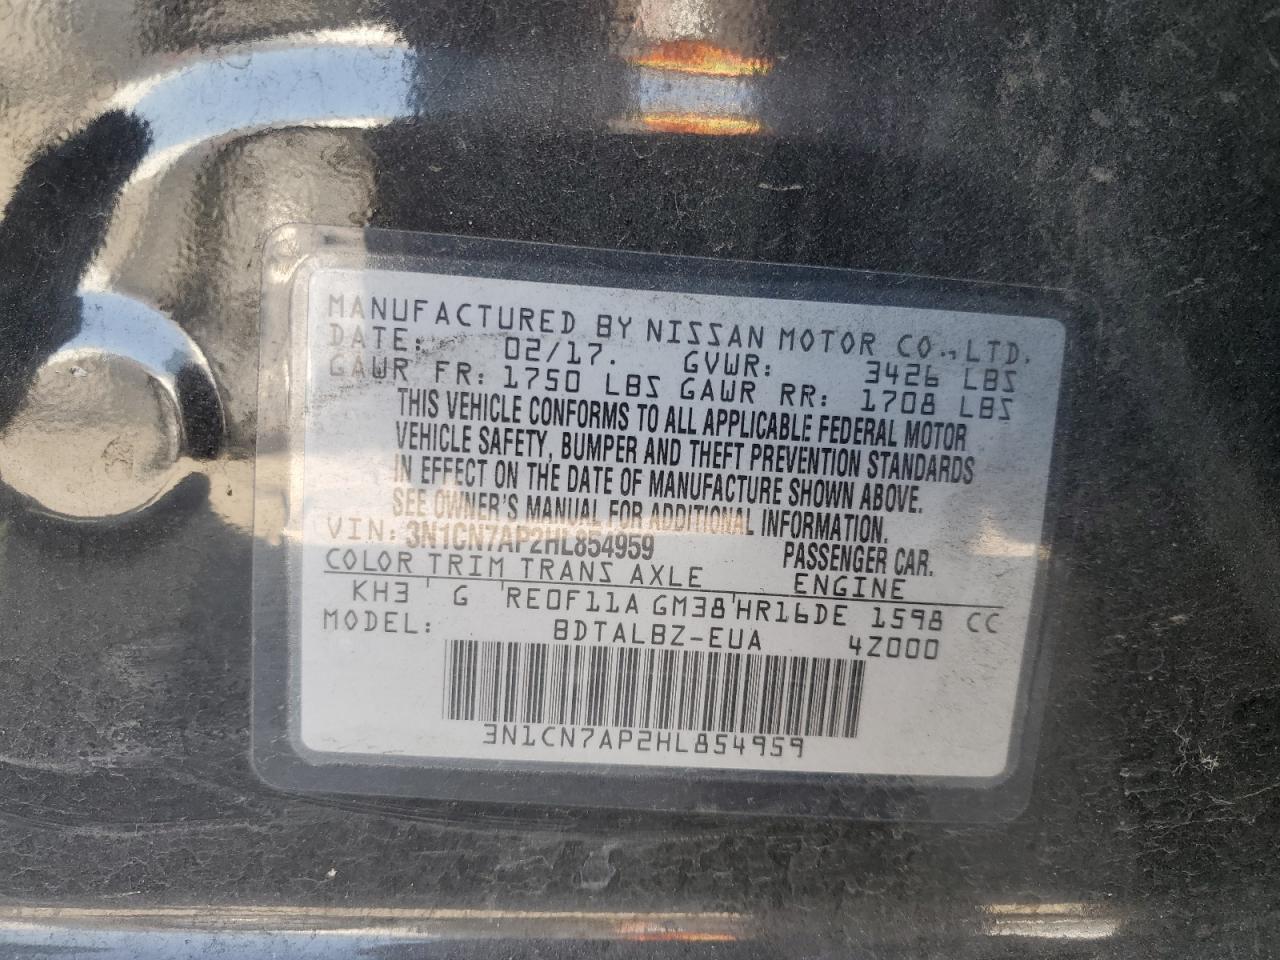 MANUFACTURED BY NISSAN MOTOR CO.,LTD.
DATE: 02/17. GVWR: 3426 LBS
GAWR FR: 1750 LBS GAWR RR: 1708 LBS
THIS VEHICLE CONFORMS TO ALL APPLICABLE FEDERAL MOTOR
VEHICLE SAFETY, BUMPER AND THEFT PREVENTION STANDARDS
IN EFFECT ON THE DATE OF MANUFACTURE SHOWN ABOVE.
SEE OWNER'S MANUAL FOR ADDITIONAL INFORMATION.
VIN: 3N1CN7AP2HL854959 PASSENGER CAR.
COLOR TRIM TRANS AXLE ENGINE
KH3 G RE0F11A GM38 HR16DE 1598 CC
MODEL: BDTALBZ-EUA 4Z000
3N1CN7AP2HL854959